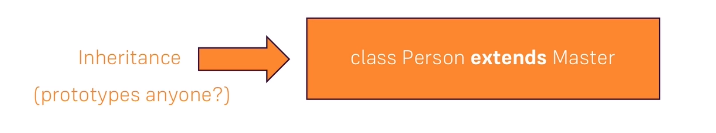 Inheritance
(prototypes anyone?)
class Person extends Master